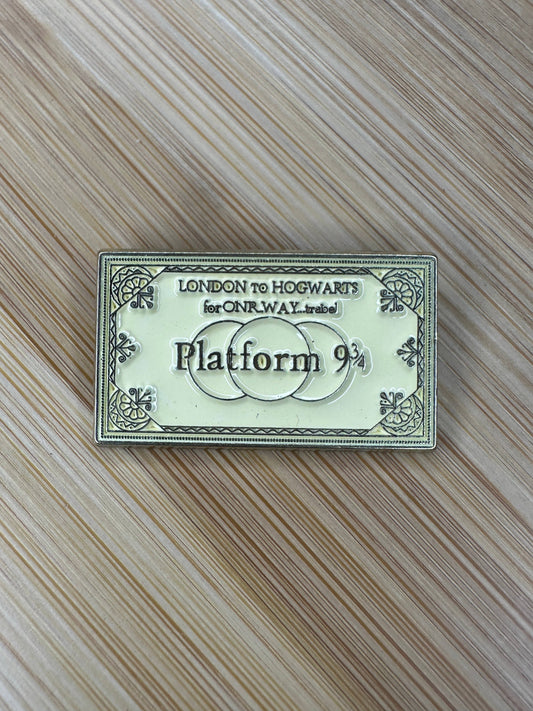 LONDON TO HOGWARTS
for ONR.WAY...trabel
Platform 9¾